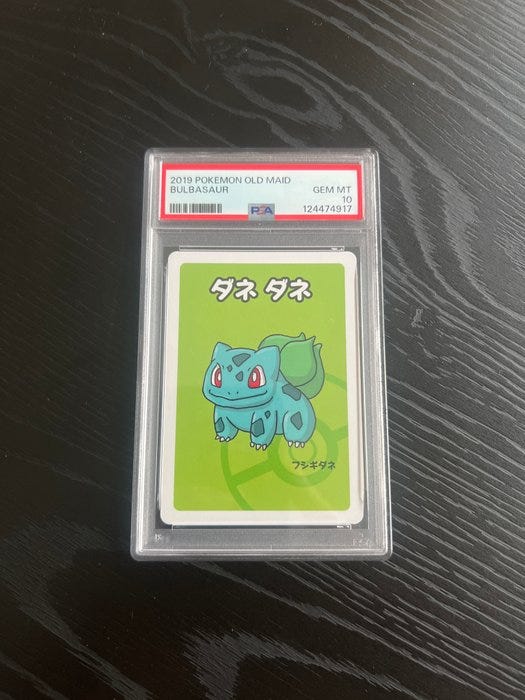 2019 POKEMON OLD MAID
BULBASAUR GEM MT
10
PSA 124474917
ダネ ダネ
フシギダネ